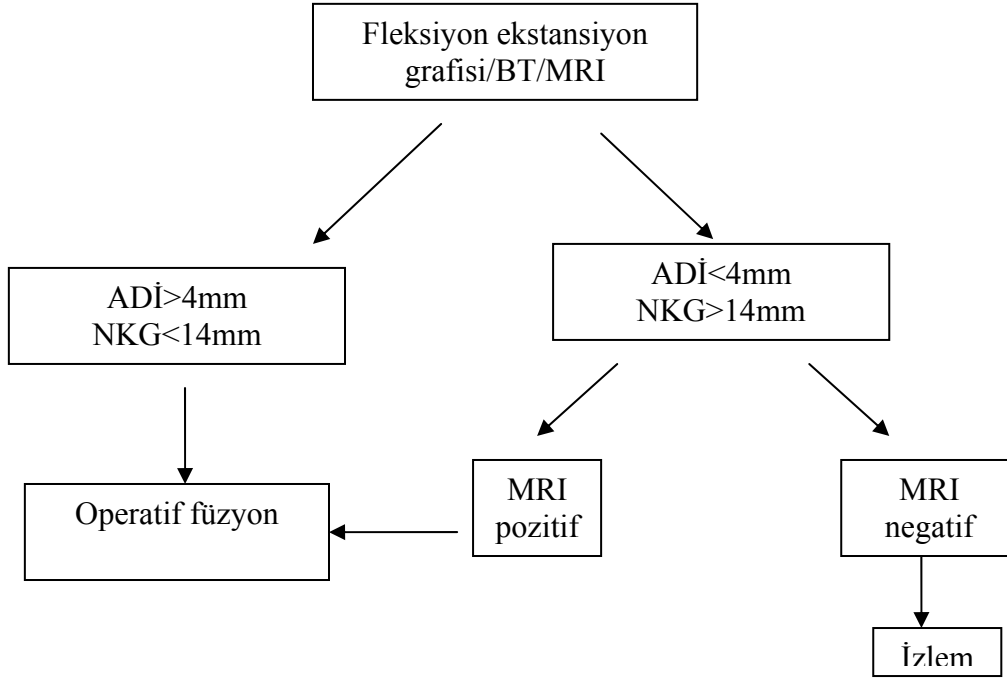 Fleksiyon ekstansiyon
grafisi/BT/MRI
ADİ>4mm
NKG<14mm
ADİ<4mm
NKG>14mm
Operatif füzyon
MRI
pozitif
MRI
negatif
İzlem